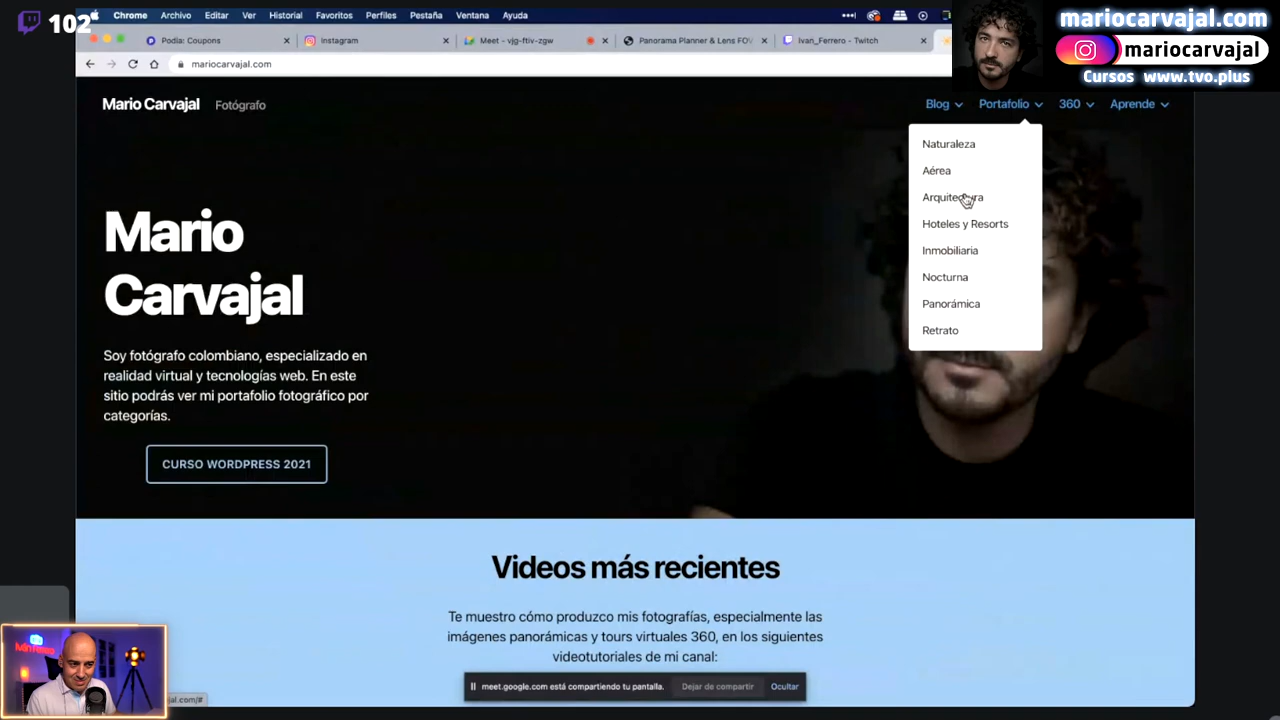 102
Chrome Archivo Editar Ver Historial Favoritos Perfiles Pestaña Ventana Ayuda
mariocarvajal.com
mariocarvajal
Cursos www.tvo.plus
Podia: Coupons
Instagram
Meet - vjg-ftiv-zgw
Panorama Planner & Lens FOV
Ivan_Ferrero - Twitch
mariocarvajal.com
Mario Carvajal Fotógrafo
Blog Portafolio 360 Aprende
Naturaleza
Aérea
Arquitectura
Hoteles y Resorts
Inmobiliaria
Nocturna
Panorámica
Retrato
Mario
Carvajal
Soy fotógrafo colombiano, especializado en
realidad virtual y tecnologías web. En este
sitio podrás ver mi portafolio fotográfico por
categorías.
CURSO WORDPRESS 2021
Videos más recientes
Te muestro cómo produzco mis fotografías, especialmente las
imágenes panorámicas y tours virtuales 360, en los siguientes
videotutoriales de mi canal:
meet.google.com está compartiendo tu pantalla. Dejar de compartir Ocultar
jal.com/#